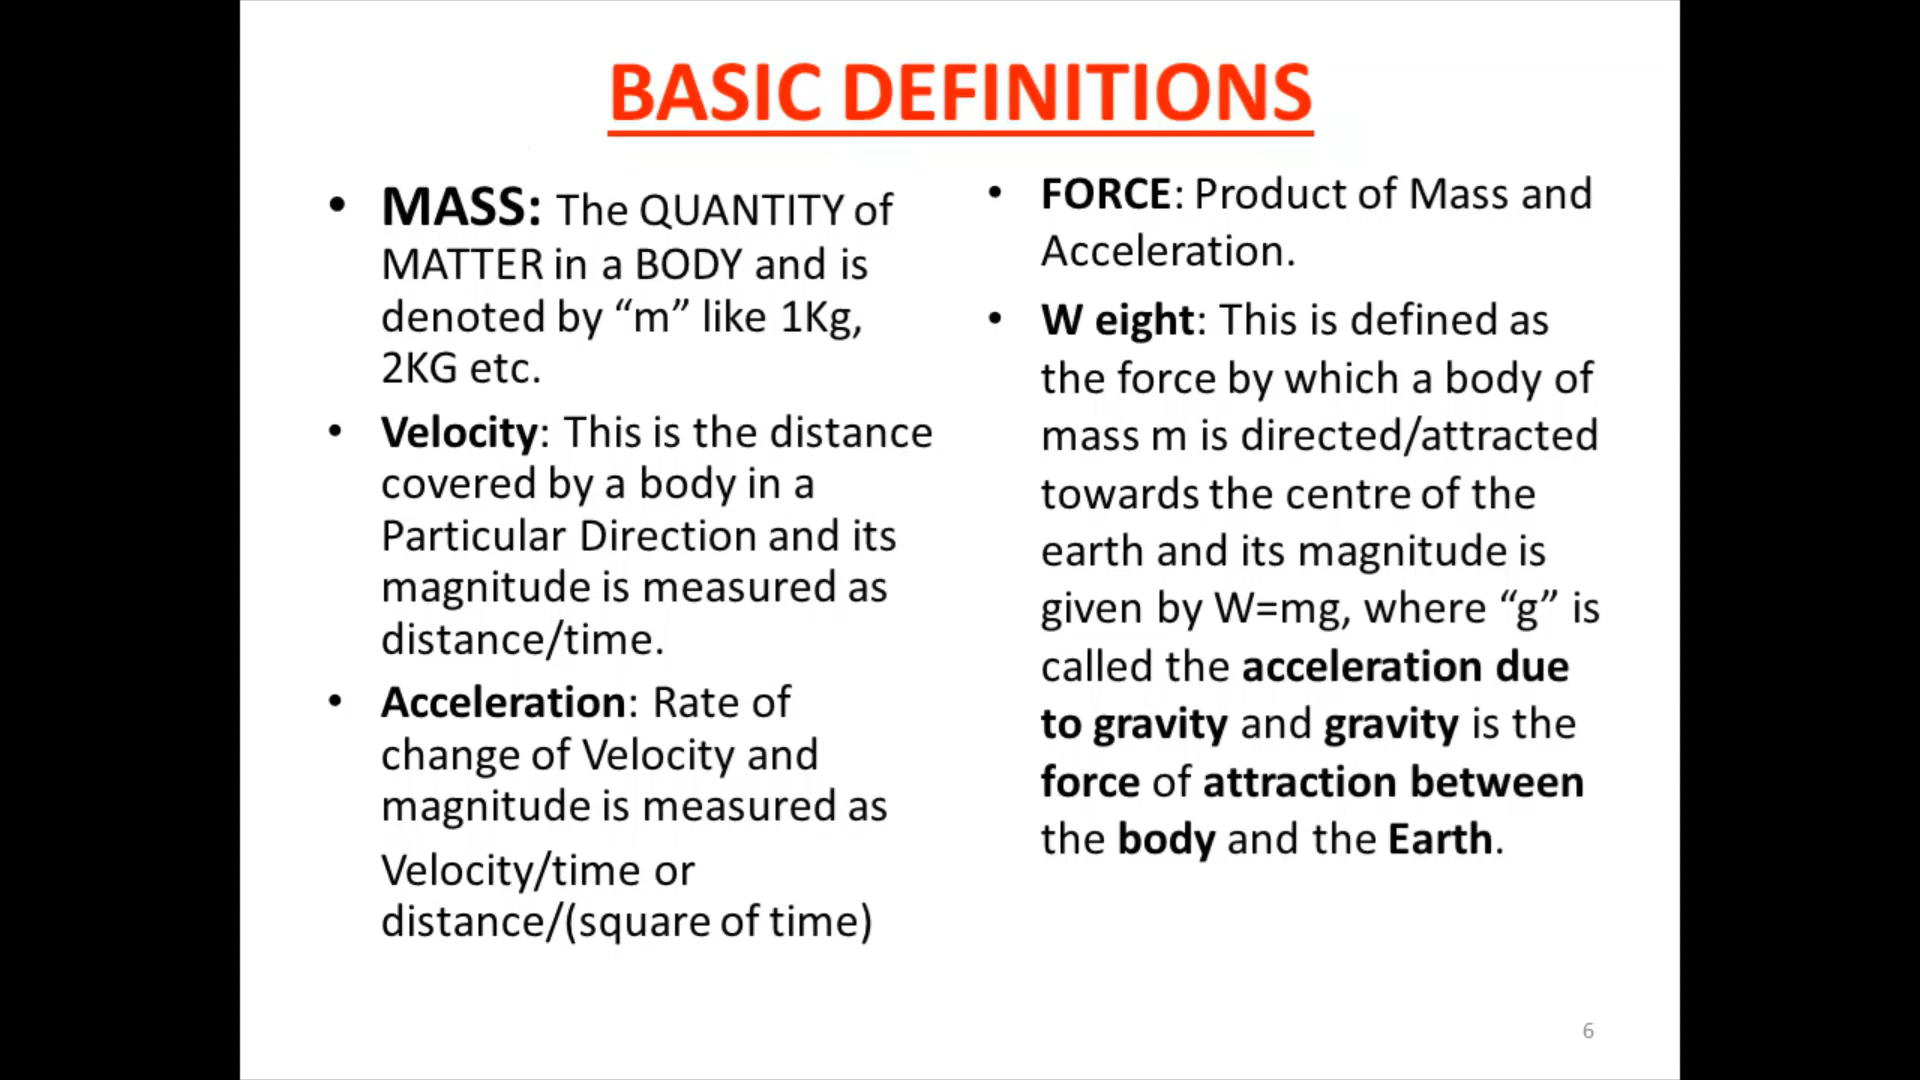 BASIC DEFINITIONS
• MASS: The QUANTITY of
MATTER in a BODY and is
denoted by “m” like 1Kg,
2KG etc.
• Velocity: This is the distance
covered by a body in a
Particular Direction and its
magnitude is measured as
distance/time.
• Acceleration: Rate of
change of Velocity and
magnitude is measured as
Velocity/time or
distance/(square of time)
• FORCE: Product of Mass and
Acceleration.
• W eight: This is defined as
the force by which a body of
mass m is directed/attracted
towards the centre of the
earth and its magnitude is
given by W=mg, where “g” is
called the acceleration due
to gravity and gravity is the
force of attraction between
the body and the Earth.
6